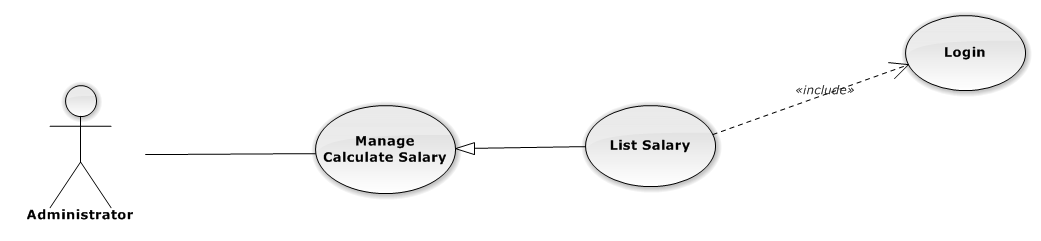 Login
«include»
Manage
Calculate Salary
List Salary
Administrator